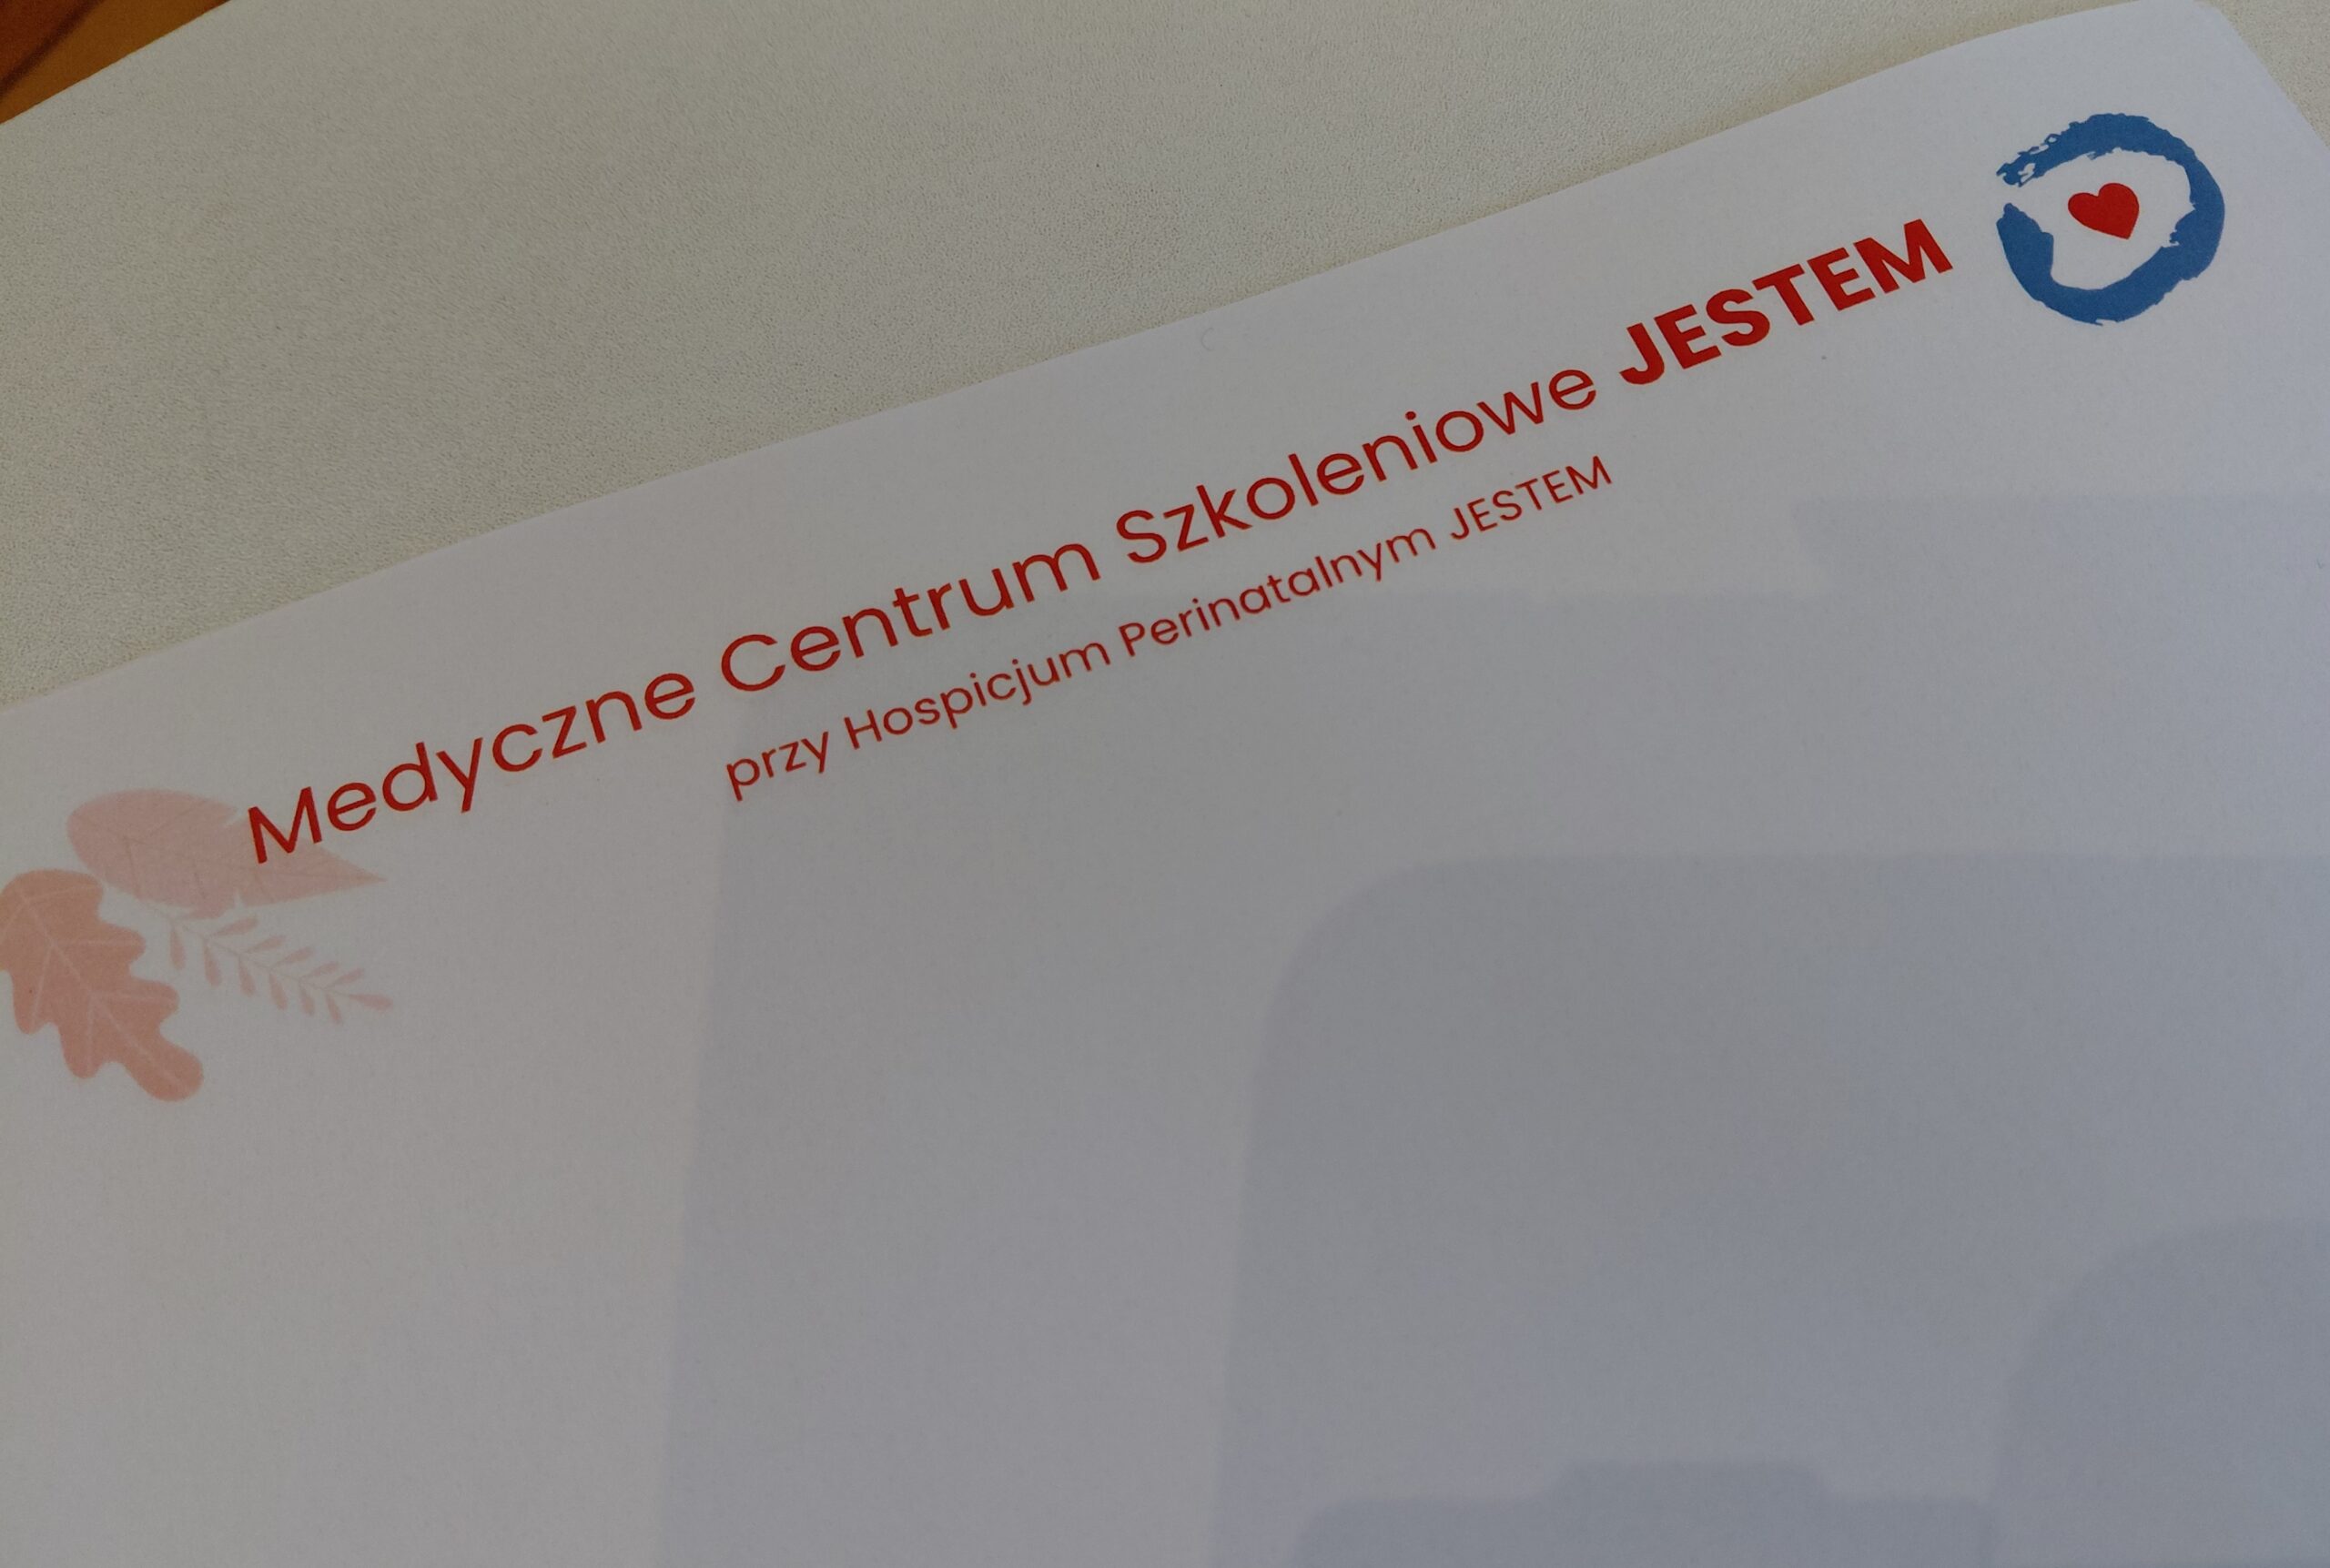 Medyczne Centrum Szkoleniowe JESTEM
przy Hospicjum Perinatalnym JESTEM